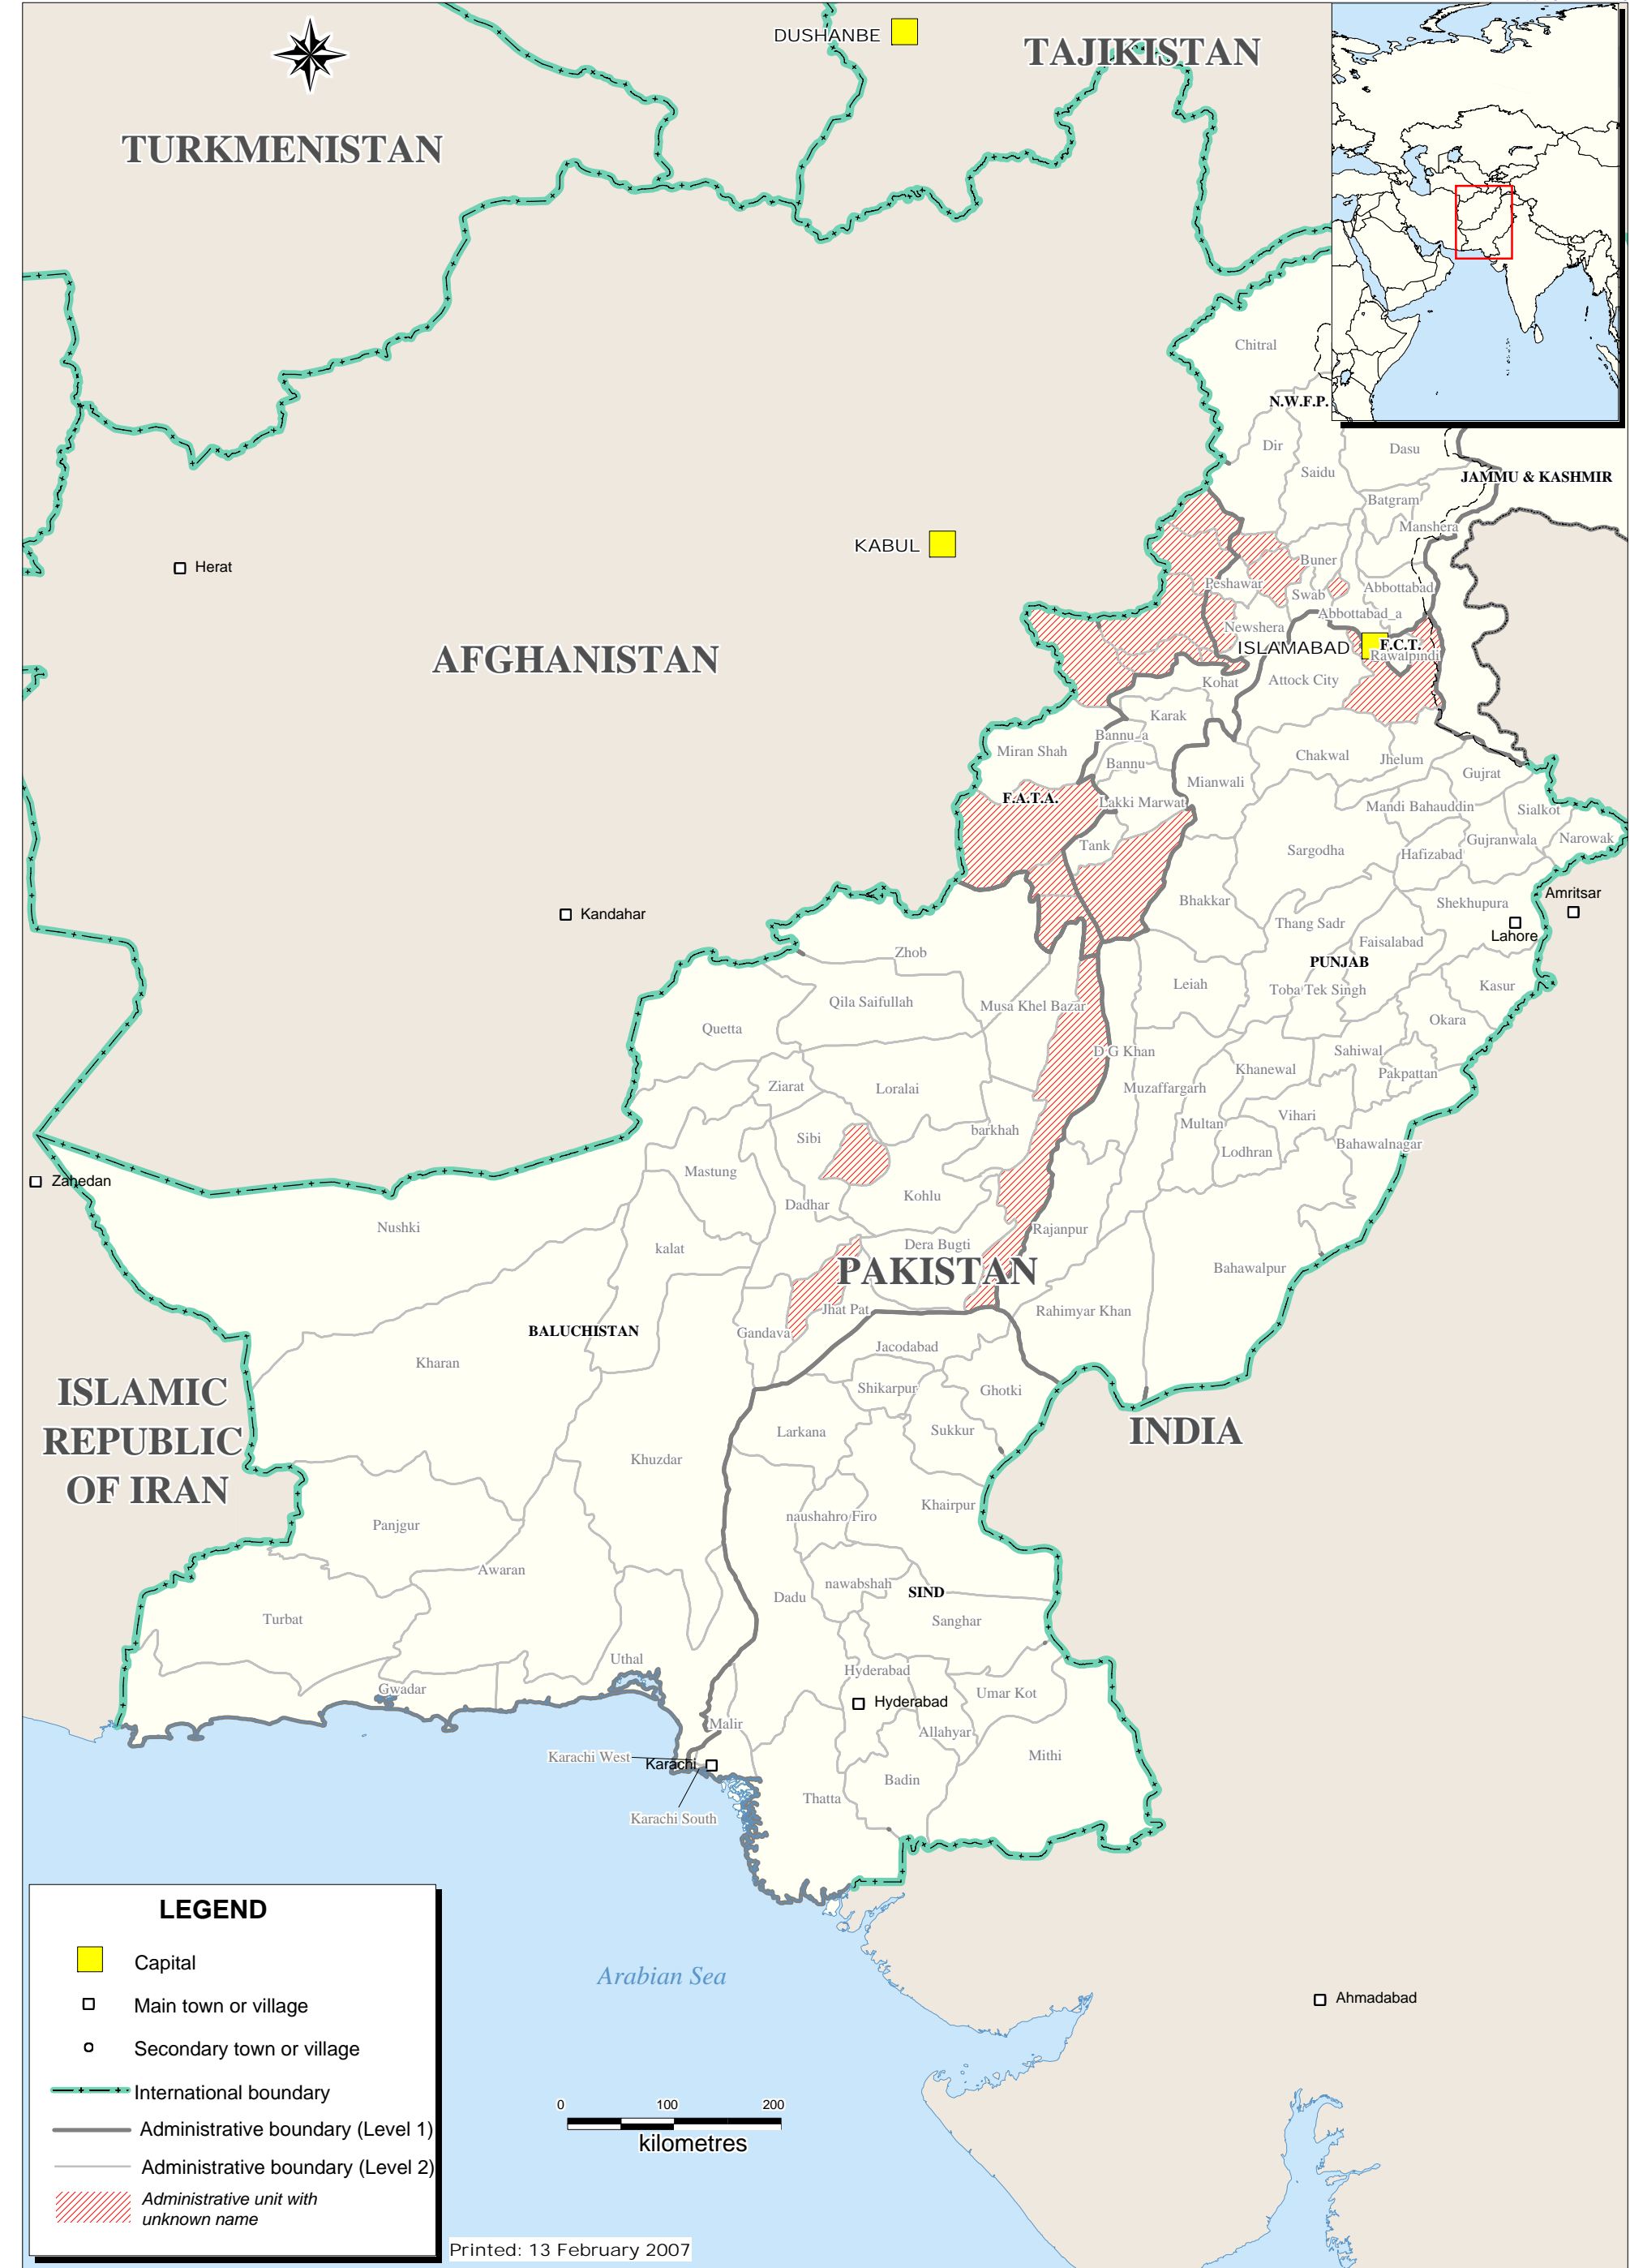 DUSHANBE
TAJIKISTAN
TURKMENISTAN
Chitral
N.W.F.P.
Dir
Dasu
Saidu
JAMMU & KASHMIR
Batgram
Manshera
KABUL
Herat
Buner
Peshawar
Abbottabad
Swab
Abbottabad_a
Newshera
ISLAMABAD
F.C.T.
Rawalpindi
AFGHANISTAN
Kohat
Attock City
Karak
Bannu_a
Miran Shah
Chakwal
Jhelum
Bannu
Gujrat
Mianwali
F.A.T.A.
Lakki Marwat
Mandi Bahauddin
Sialkot
Narowak
Gujranwala
Tank
Sargodha
Hafizabad
Amritsar
Bhakkar
Shekhupura
Kandahar
Thang Sadr
Lahore
Faisalabad
Zhob
PUNJAB
Leiah
Kasur
Toba Tek Singh
Qila Saifullah
Musa Khel Bazar
Okara
Quetta
D G Khan
Sahiwal
Khanewal
Pakpattan
Ziarat
Loralai
Muzaffargarh
Vihari
Multan
barkhah
Sibi
Bahawalnagar
Lodhran
Zahedan
Mastung
Kohlu
Dadhar
Nushki
Rajanpur
kalat
Dera Bugti
PAKISTAN
Bahawalpur
Jhat Pat
Rahimyar Khan
BALUCHISTAN
Gandava
Jacodabad
Kharan
ISLAMIC
REPUBLIC
OF IRAN
Shikarpur
Ghotki
INDIA
Larkana
Sukkur
Khuzdar
Khairpur
naushahro Firo
Panjgur
Awaran
nawabshah
SIND
Dadu
Turbat
Sanghar
Uthal
Hyderabad
Gwadar
Umar Kot
Hyderabad
Malir
Allahyar
Karachi West
Karachi
Mithi
Badin
Thatta
Karachi South
LEGEND
Capital
Main town or village
Secondary town or village
International boundary
Administrative boundary (Level 1)
Administrative boundary (Level 2)
Administrative unit with
unknown name
Arabian Sea
Ahmadabad
0 100 200
kilometres
Printed: 13 February 2007